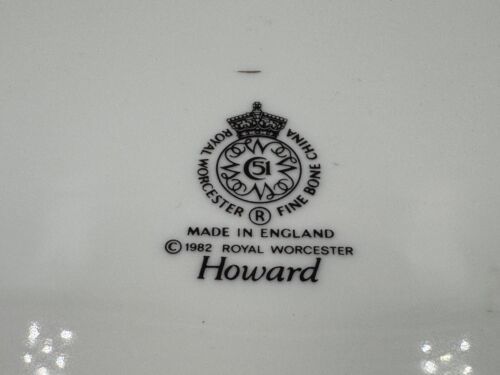 ROYAL WORCESTER ® FINE BONE CHINA
C 51
MADE IN ENGLAND
© 1982 ROYAL WORCESTER
Howard